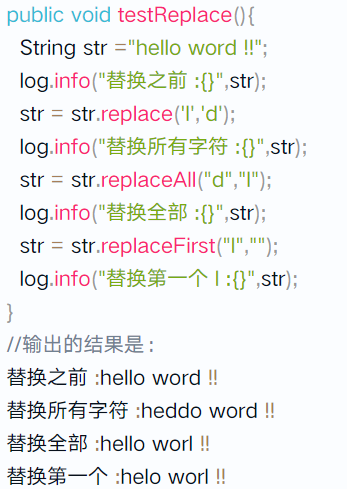 public void testReplace(){
String str ="hello word !!";
log.info("替换之前 :{}",str);
str = str.replace('l','d');
log.info("替换所有字符 :{}",str);
str = str.replaceAll("d","l");
log.info("替换全部 :{}",str);
str = str.replaceFirst("l","");
log.info("替换第一个 l :{}",str);
}
//输出的结果是 :
替换之前 :hello word !!
替换所有字符 :heddo word !!
替换全部 :hello worl !!
替换第一个 :helo worl !!